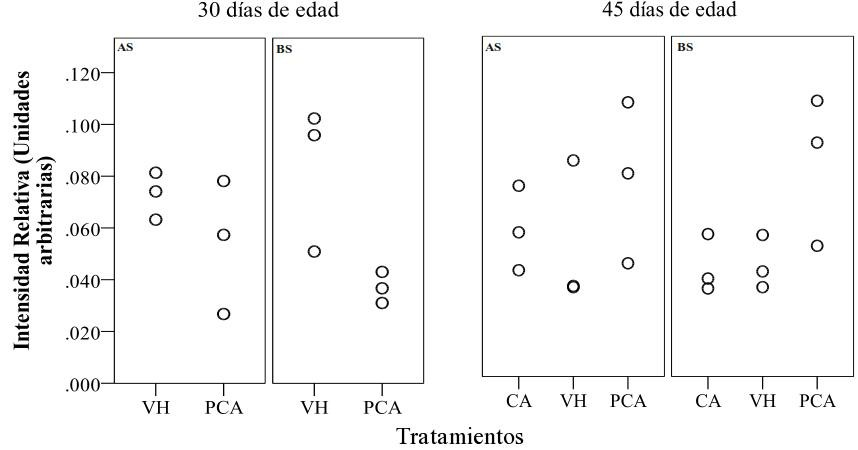 30 días de edad
45 días de edad
AS
BS
AS
BS
Intensidad Relativa (Unidades
arbitrarias)
.120
.100
.080
.060
.040
.020
.000
VH
PCA
VH
PCA
CA
VH
PCA
CA
VH
PCA
Tratamientos